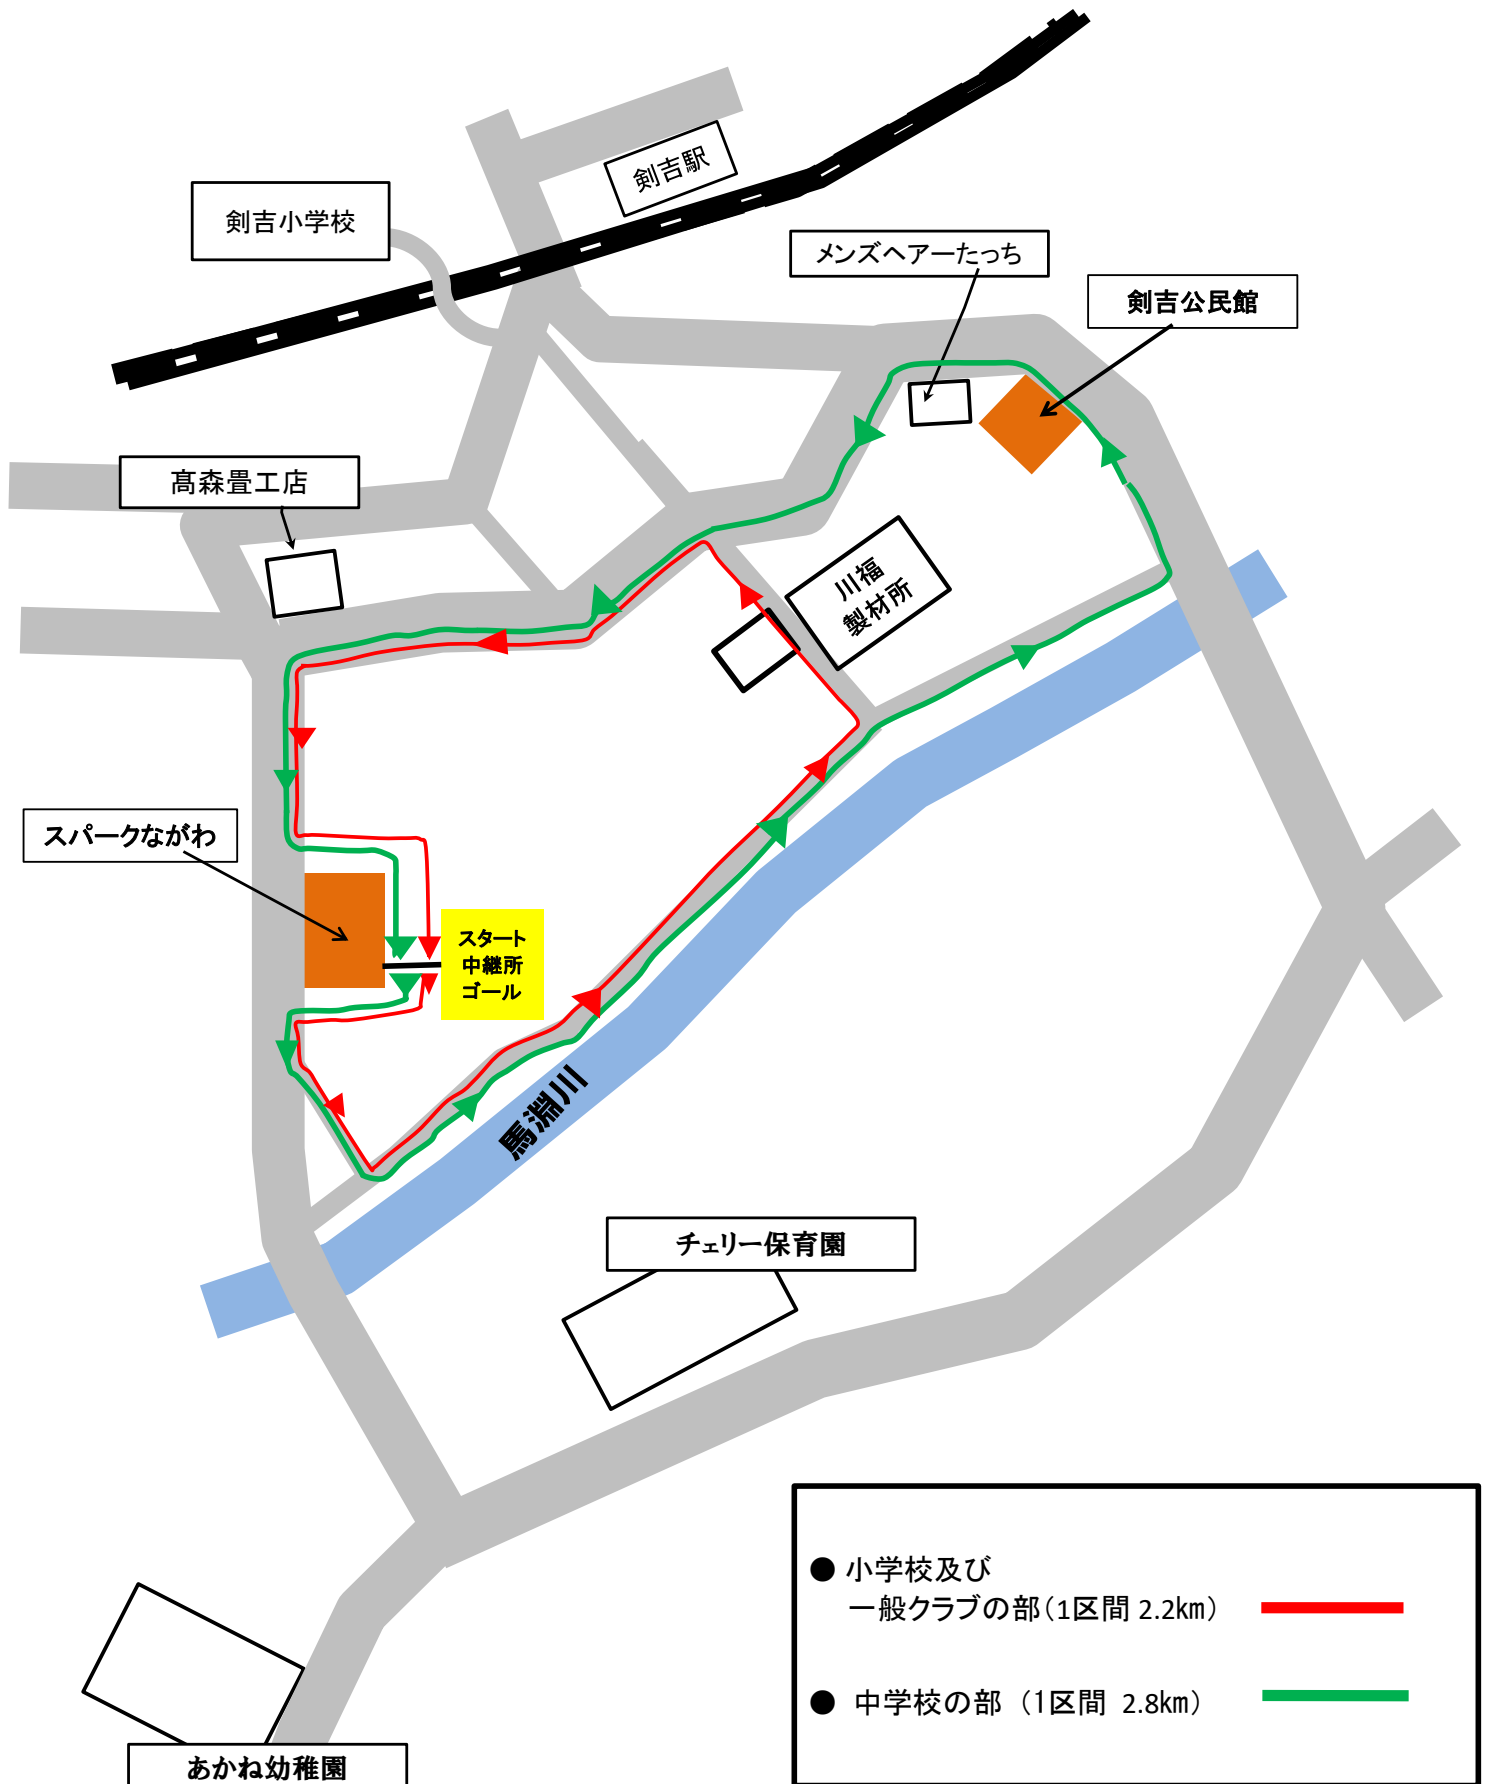 剣吉駅
剣吉小学校
メンズヘアーたっち
剣吉公民館
髙森畳工店
川福
製材所
スパークながわ
スタート
中継所
ゴール
馬淵川
チェリー保育園
● 小学校及び
一般クラブの部（1区間 2.2㎞）
● 中学校の部 （1区間 2.8㎞）
あかね幼稚園